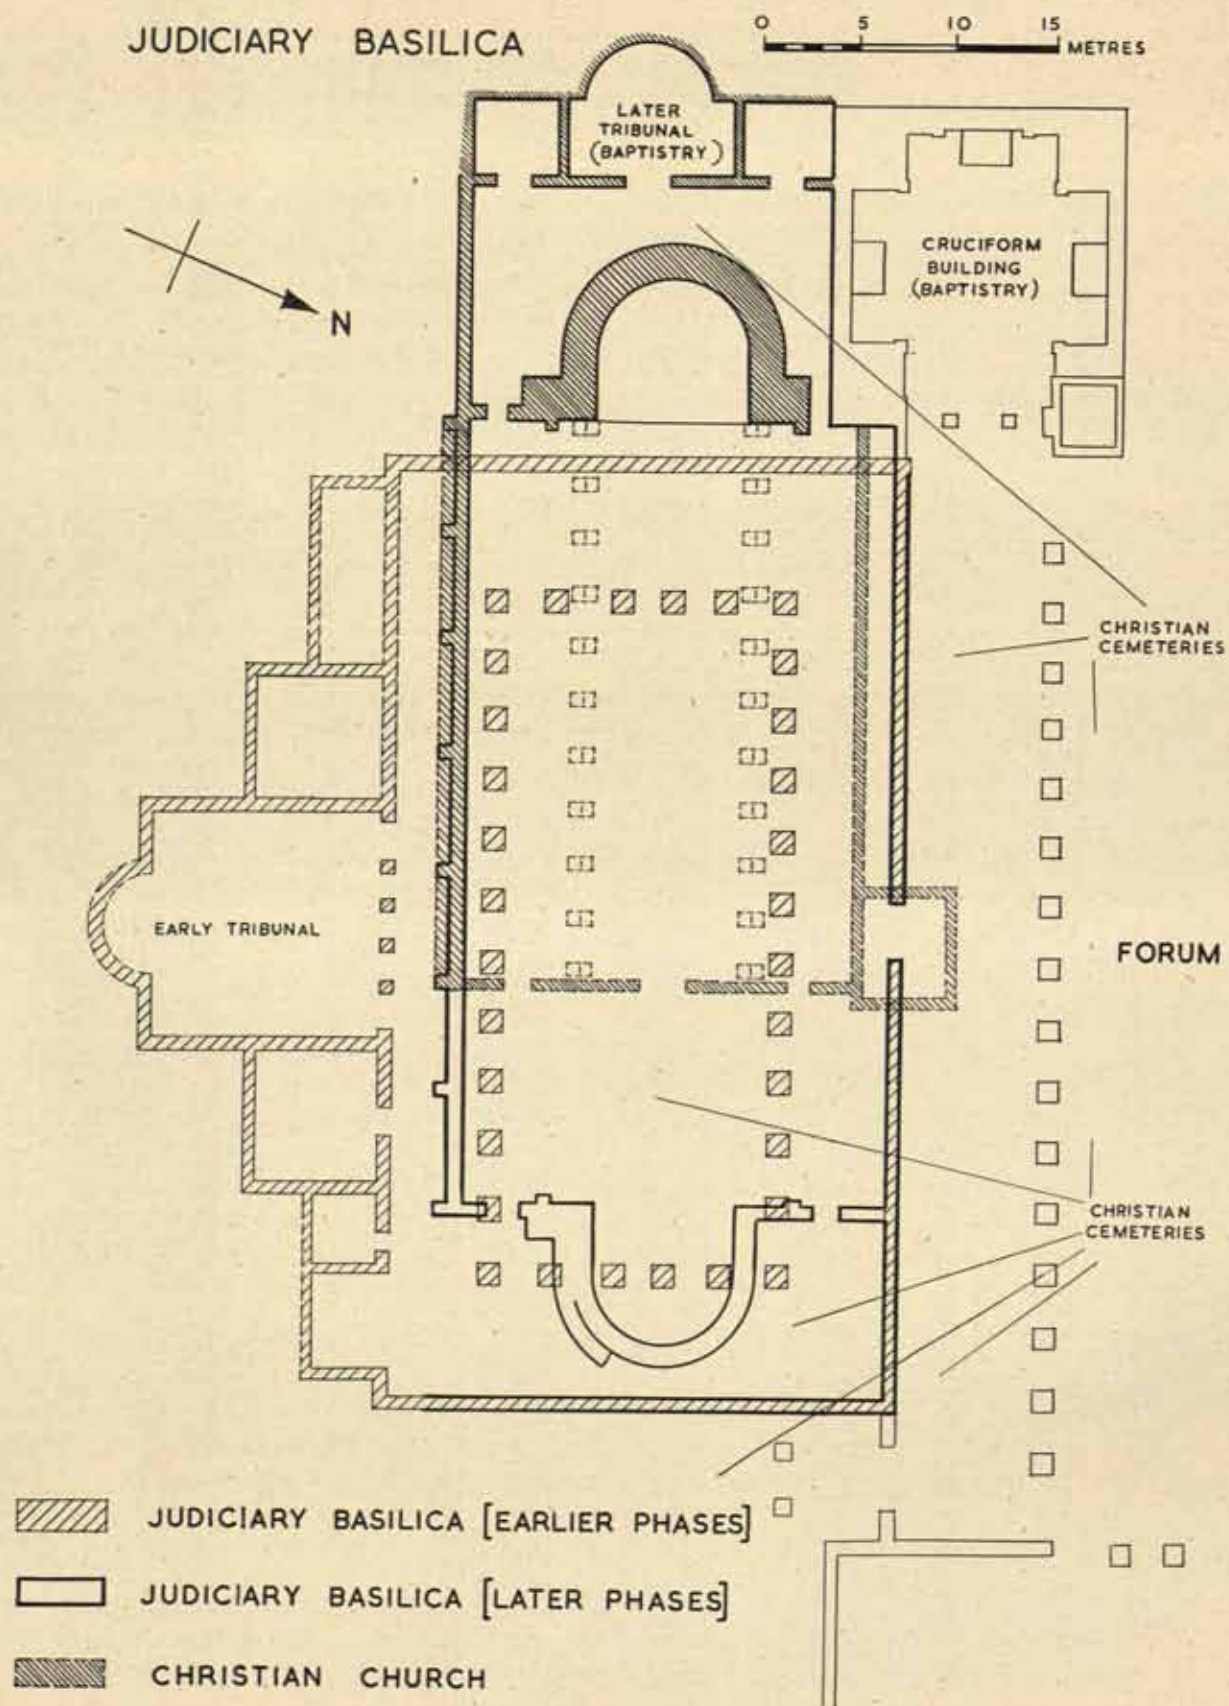 JUDICIARY BASILICA
0 5 10 15
METRES
LATER
TRIBUNAL
(BAPTISTRY)
CRUCIFORM
BUILDING
(BAPTISTRY)
N
CHRISTIAN
CEMETERIES
EARLY TRIBUNAL
FORUM
CHRISTIAN
CEMETERIES
JUDICIARY BASILICA [EARLIER PHASES]
JUDICIARY BASILICA [LATER PHASES]
CHRISTIAN CHURCH